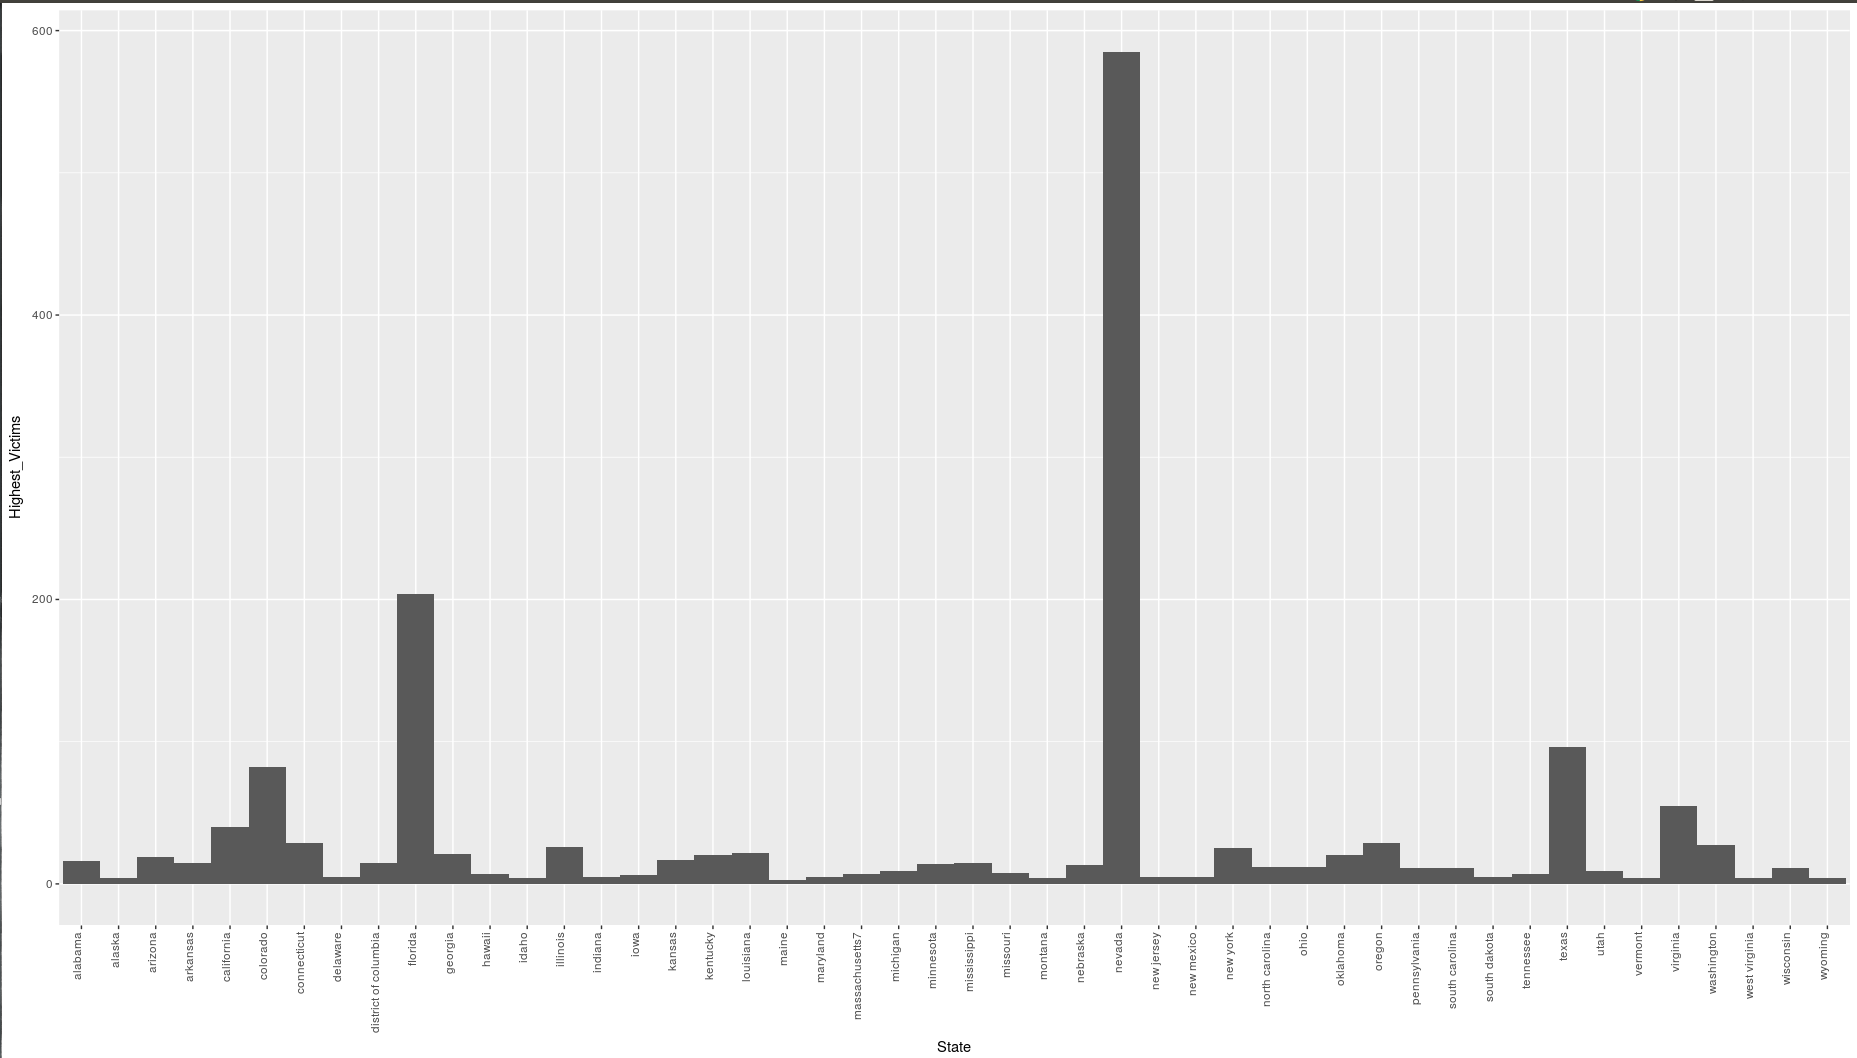 600
400
200
0
Highest_Victims
alabama
alaska
arizona
arkansas
california
colorado
connecticut
delaware
district of columbia
florida
georgia
hawaii
idaho
illinois
indiana
iowa
kansas
kentucky
louisiana
maine
maryland
massachusetts7
michigan
minnesota
mississippi
missouri
montana
nebraska
nevada
new jersey
new mexico
new york
north carolina
ohio
oklahoma
oregon
pennsylvania
south carolina
south dakota
tennessee
texas
utah
vermont
virginia
washington
west virginia
wisconsin
wyoming
State